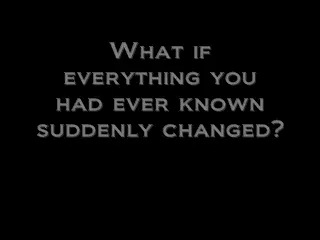 What if
everything you
had ever known
suddenly changed?